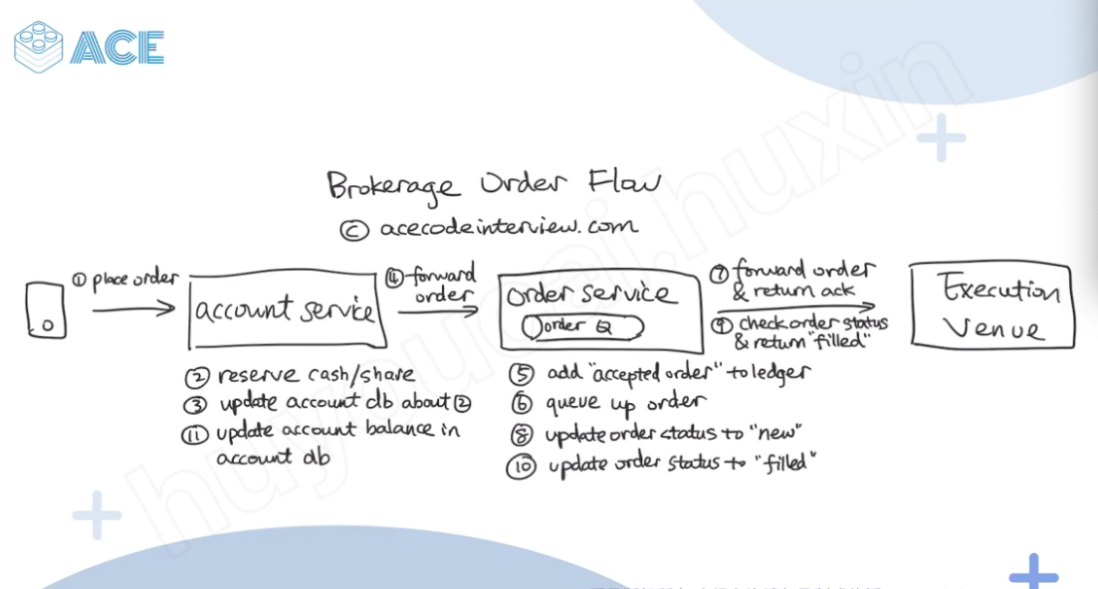 ACE
Brokerage Order Flow
© acecodeinterview.com
① place order
account service
② reserve cash/share
③ update account db about ②
⑪ update account balance in
account db
④ forward
order
order service
order Q
⑤ add "accepted order" to ledger
⑥ queue up order
⑧ update order status to "new"
⑩ update order status to "filled"
⑦ forward order
& return ack
⑨ check order status
& return "filled"
Execution
Venue
huyoucai.huxin